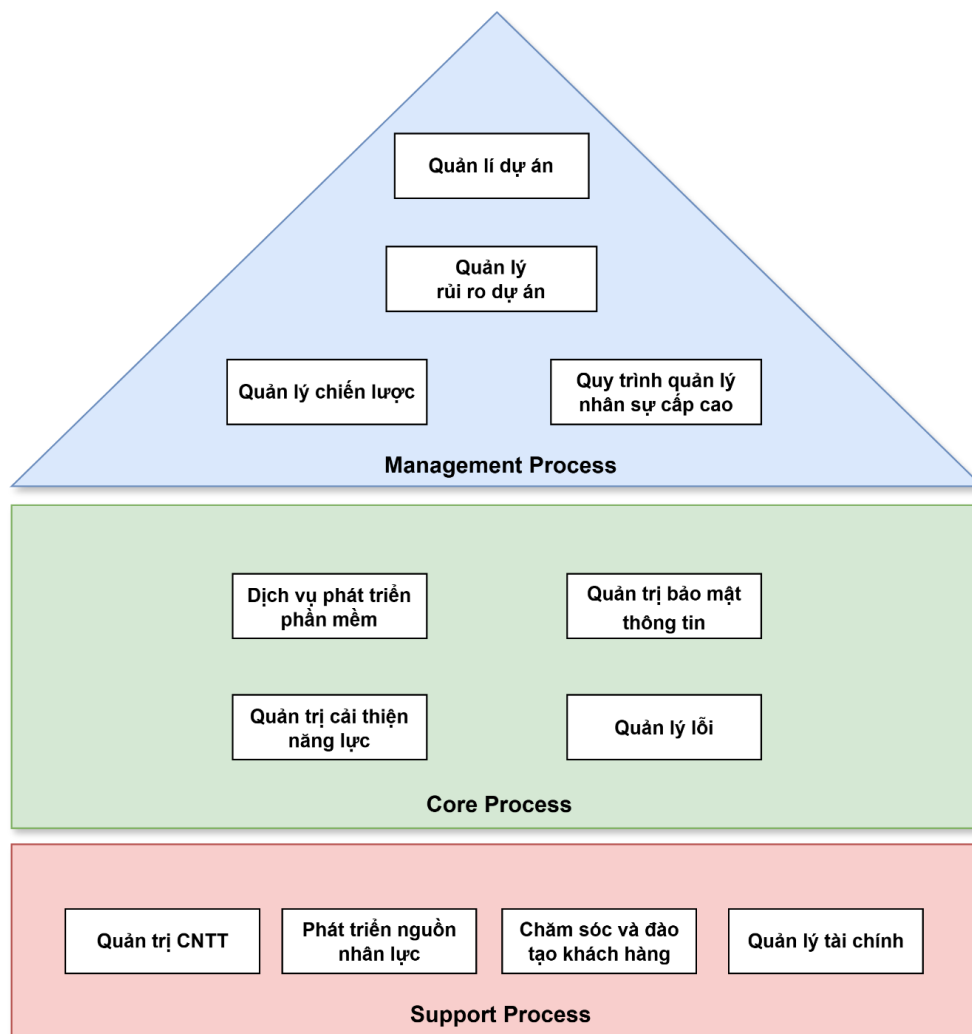 Quản lí dự án
Quản lý
rủi ro dự án
Quản lý chiến lược
Quy trình quản lý
nhân sự cấp cao
Management Process
Dịch vụ phát triển
phần mềm
Quản trị bảo mật
thông tin
Quản trị cải thiện
năng lực
Quản lý lỗi
Core Process
Quản trị CNTT
Phát triển nguồn
nhân lực
Chăm sóc và đào
tạo khách hàng
Quản lý tài chính
Support Process